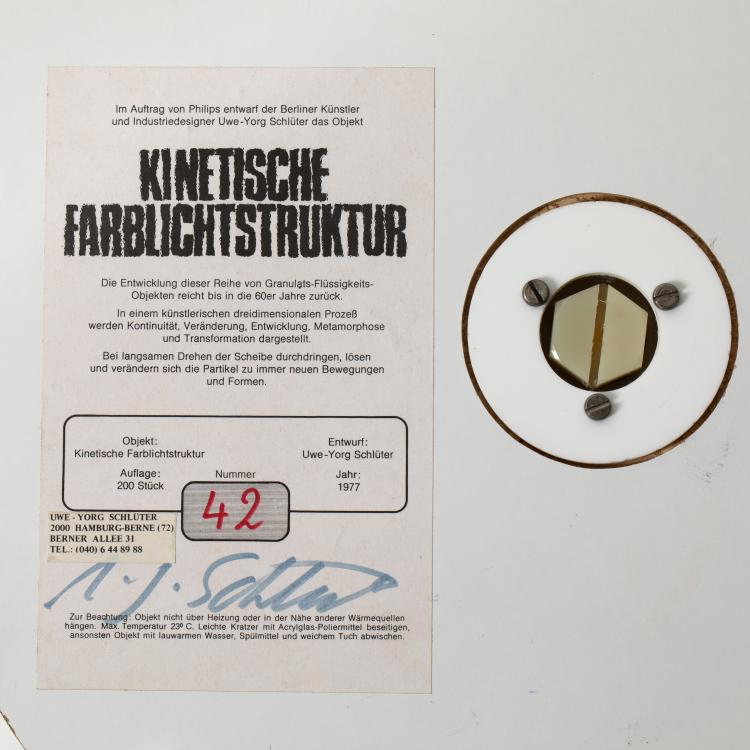 Im Auftrag von Philips entwarf der Berliner Künstler
und Industriedesigner Uwe-Yorg Schlüter das Objekt
KINETISCHE
FARBLICHTSTRUKTUR
Die Entwicklung dieser Reihe von Granulats-Flüssigkeits-
Objekten reicht bis in die 60er Jahre zurück.
In einem künstlerischen dreidimensionalen Prozeß
werden Kontinuität, Veränderung, Entwicklung, Metamorphose
und Transformation dargestellt.
Bei langsamen Drehen der Scheibe durchdringen, lösen
und verändern sich die Partikel zu immer neuen Bewegungen
und Formen.
Objekt:
Kinetische Farblichtstruktur
Entwurf:
Uwe-Yorg Schlüter
Auflage:
200 Stück
Nummer
42
Jahr:
1977
UWE - YORG SCHLÜTER
2000 HAMBURG-BERNE (72)
BERNER ALLEE 31
TEL.: (040) 6 44 89 88
Schlüter
Zur Beachtung: Objekt nicht über Heizung oder in der Nähe anderer Wärmequellen
hängen. Max. Temperatur 23º C. Leichte Kratzer mit Acrylglas-Poliermittel beseitigen,
ansonsten Objekt mit lauwarmen Wasser, Spülmittel und weichem Tuch abwischen.